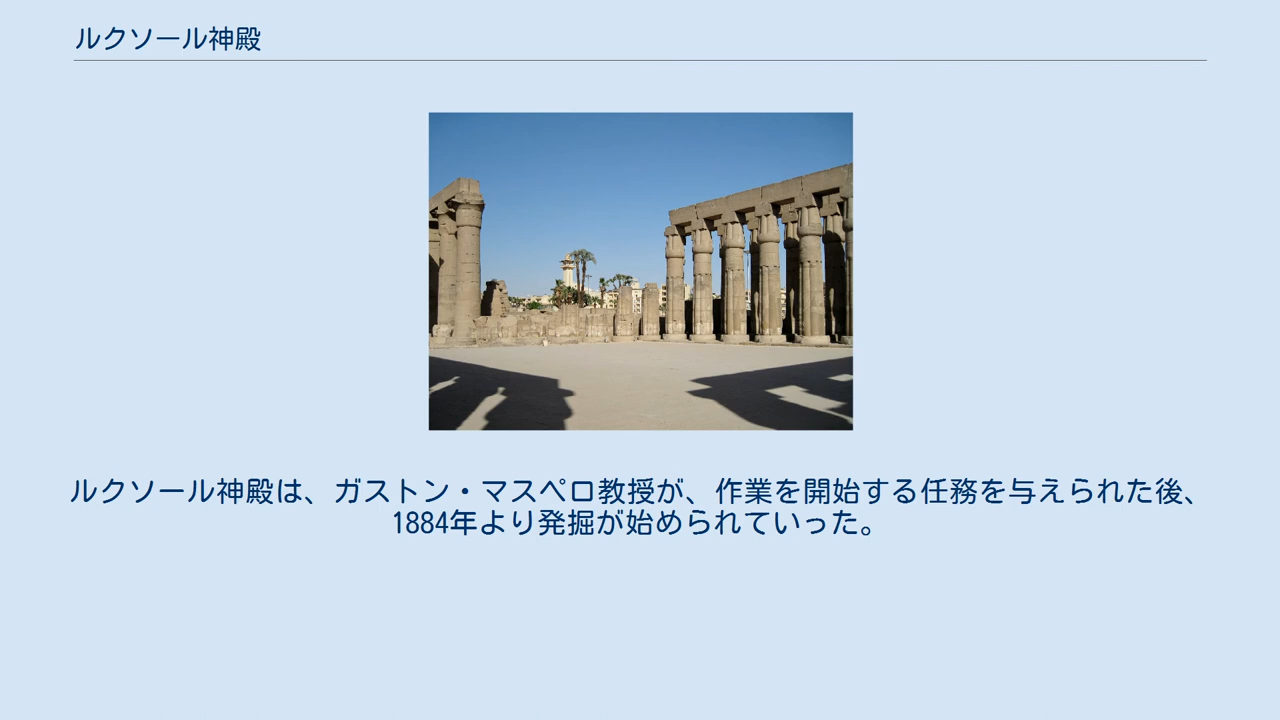 ルクソール神殿
ルクソール神殿は、ガストン・マスペロ教授が、作業を開始する任務を与えられた後、
1884年より発掘が始められていった。